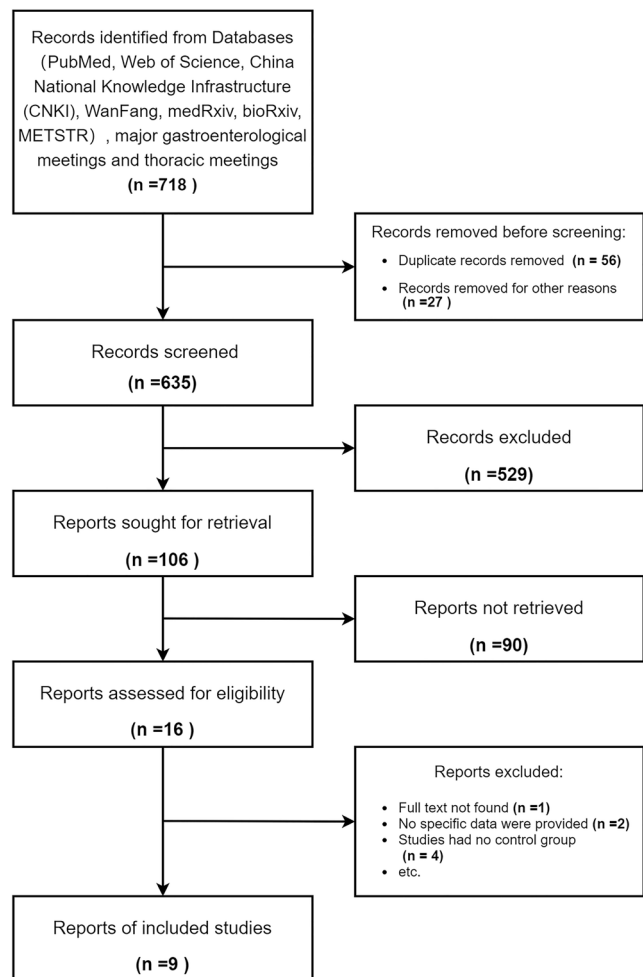 Records identified from Databases
（PubMed, Web of Science, China
National Knowledge Infrastructure
(CNKI), WanFang, medRxiv, bioRxiv,
METSTR）, major gastroenterological
meetings and thoracic meetings
(n =718 )
Records removed before screening:
• Duplicate records removed (n = 56)
• Records removed for other reasons
(n =27 )
Records screened
(n =635)
Records excluded
(n =529)
Reports sought for retrieval
(n =106 )
Reports not retrieved
(n =90)
Reports assessed for eligibility
(n =16 )
Reports excluded:
• Full text not found (n =1)
• No specific data were provided (n =2)
• Studies had no control group
(n = 4)
• etc.
Reports of included studies
(n =9 )